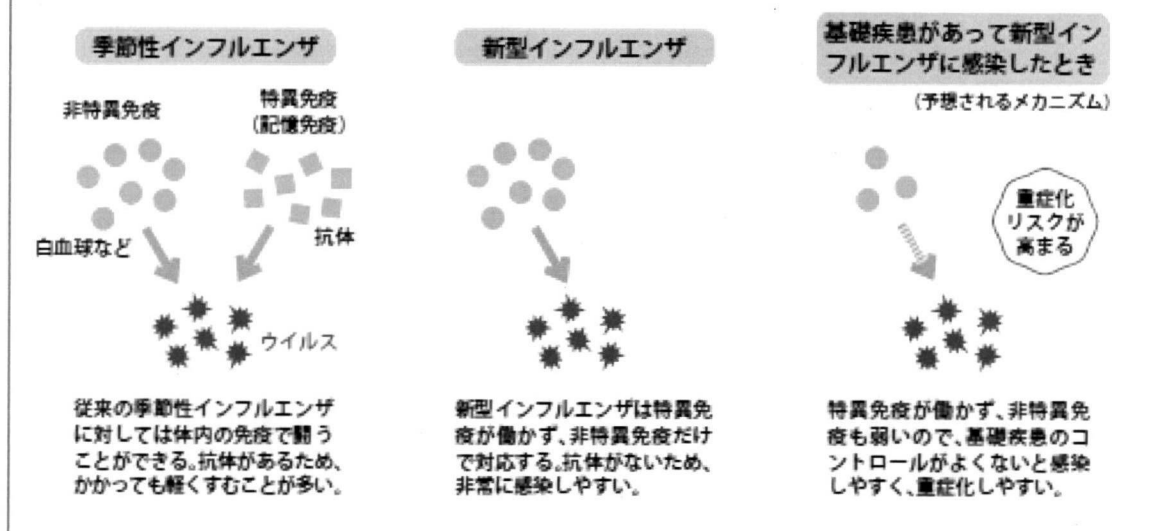 季節性インフルエンザ
非特異免疫
特異免疫
(記憶免疫)
白血球など
抗体
ウイルス
従来の季節性インフルエンザ
に対しては体内の免疫で闘う
ことができる。抗体があるため、
かかっても軽くすむことが多い。
新型インフルエンザ
新型インフルエンザは特異免
疫が働かず、非特異免疫だけ
で対応する。抗体がないため、
非常に感染しやすい。
基礎疾患があって新型イン
フルエンザに感染したとき
(予想されるメカニズム)
重症化
リスクが
高まる
特異免疫が働かず、非特異免
疫も弱いので、基礎疾患のコ
ントロールがよくないと感染
しやすく、重症化しやすい。